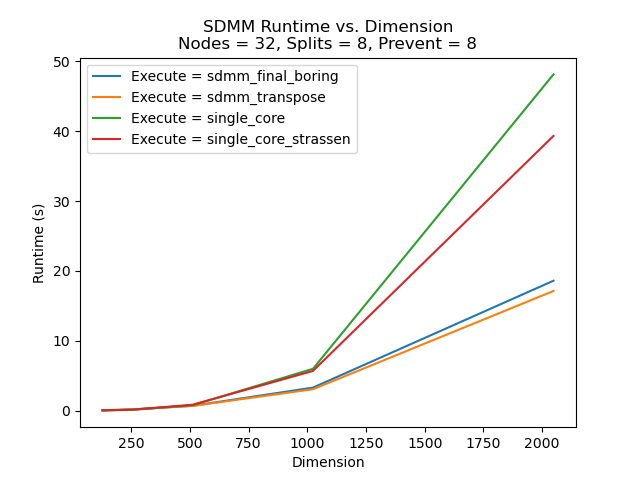 SDMM Runtime vs. Dimension
Nodes = 32, Splits = 8, Prevent = 8
Execute = sdmm_final_boring
Execute = sdmm_transpose
Execute = single_core
Execute = single_core_strassen
Runtime (s)
50
40
30
20
10
0
250 500 750 1000 1250 1500 1750 2000
Dimension